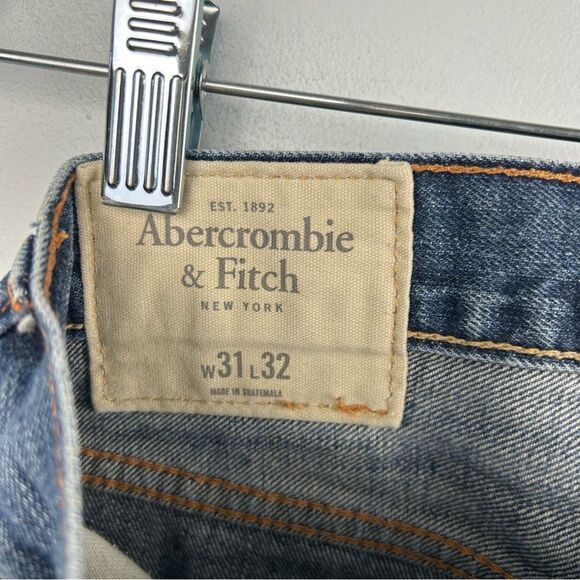 EST. 1892
Abercrombie
& Fitch
NEW YORK
W31 L32
MADE IN GUATEMALA